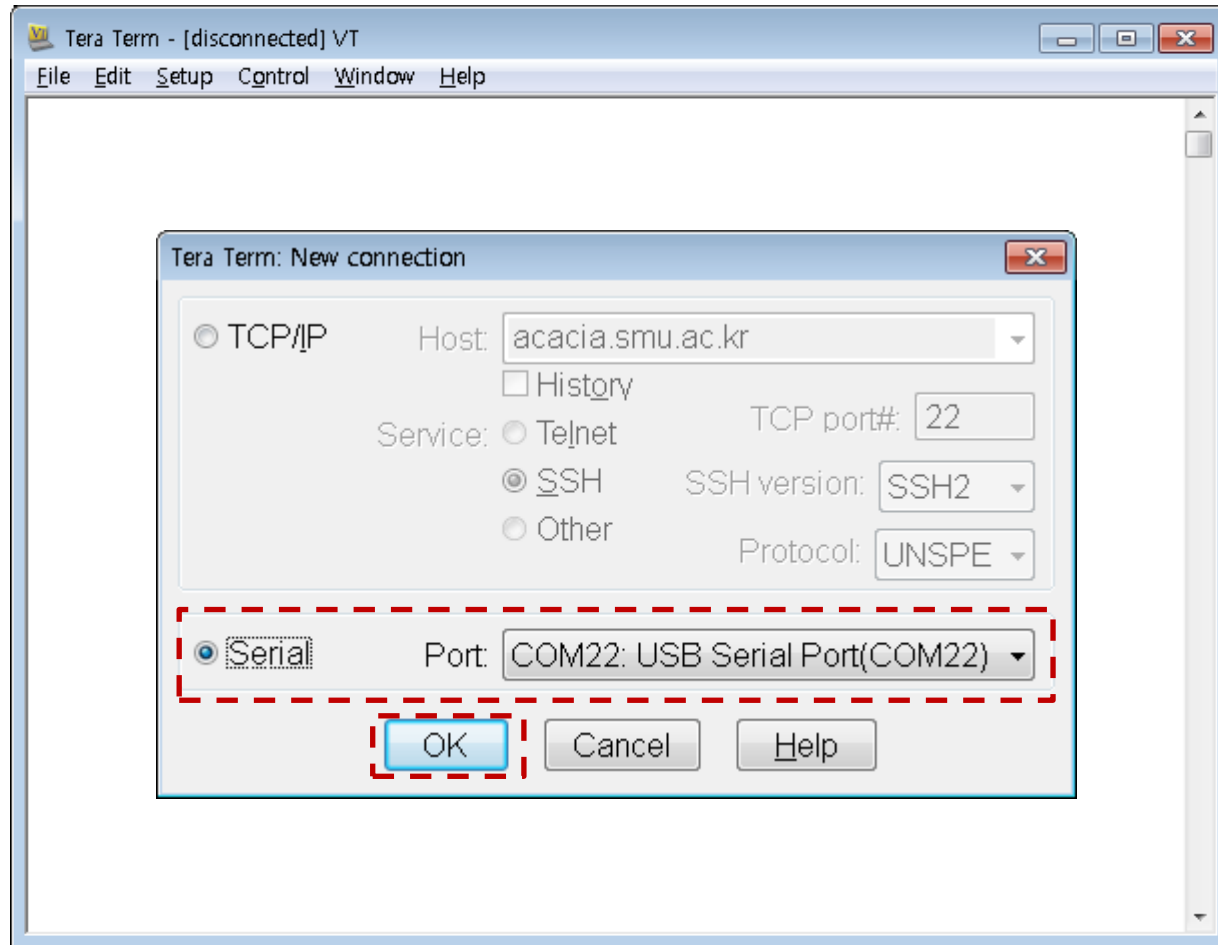 Tera Term - [disconnected] VT
File Edit Setup Control Window Help
Tera Term: New connection
TCP/IP Host: acacia.smu.ac.kr
History
Service: Telnet TCP port#: 22
SSH SSH version: SSH2
Other Protocol: UNSPE
Serial Port: COM22: USB Serial Port(COM22)
OK Cancel Help